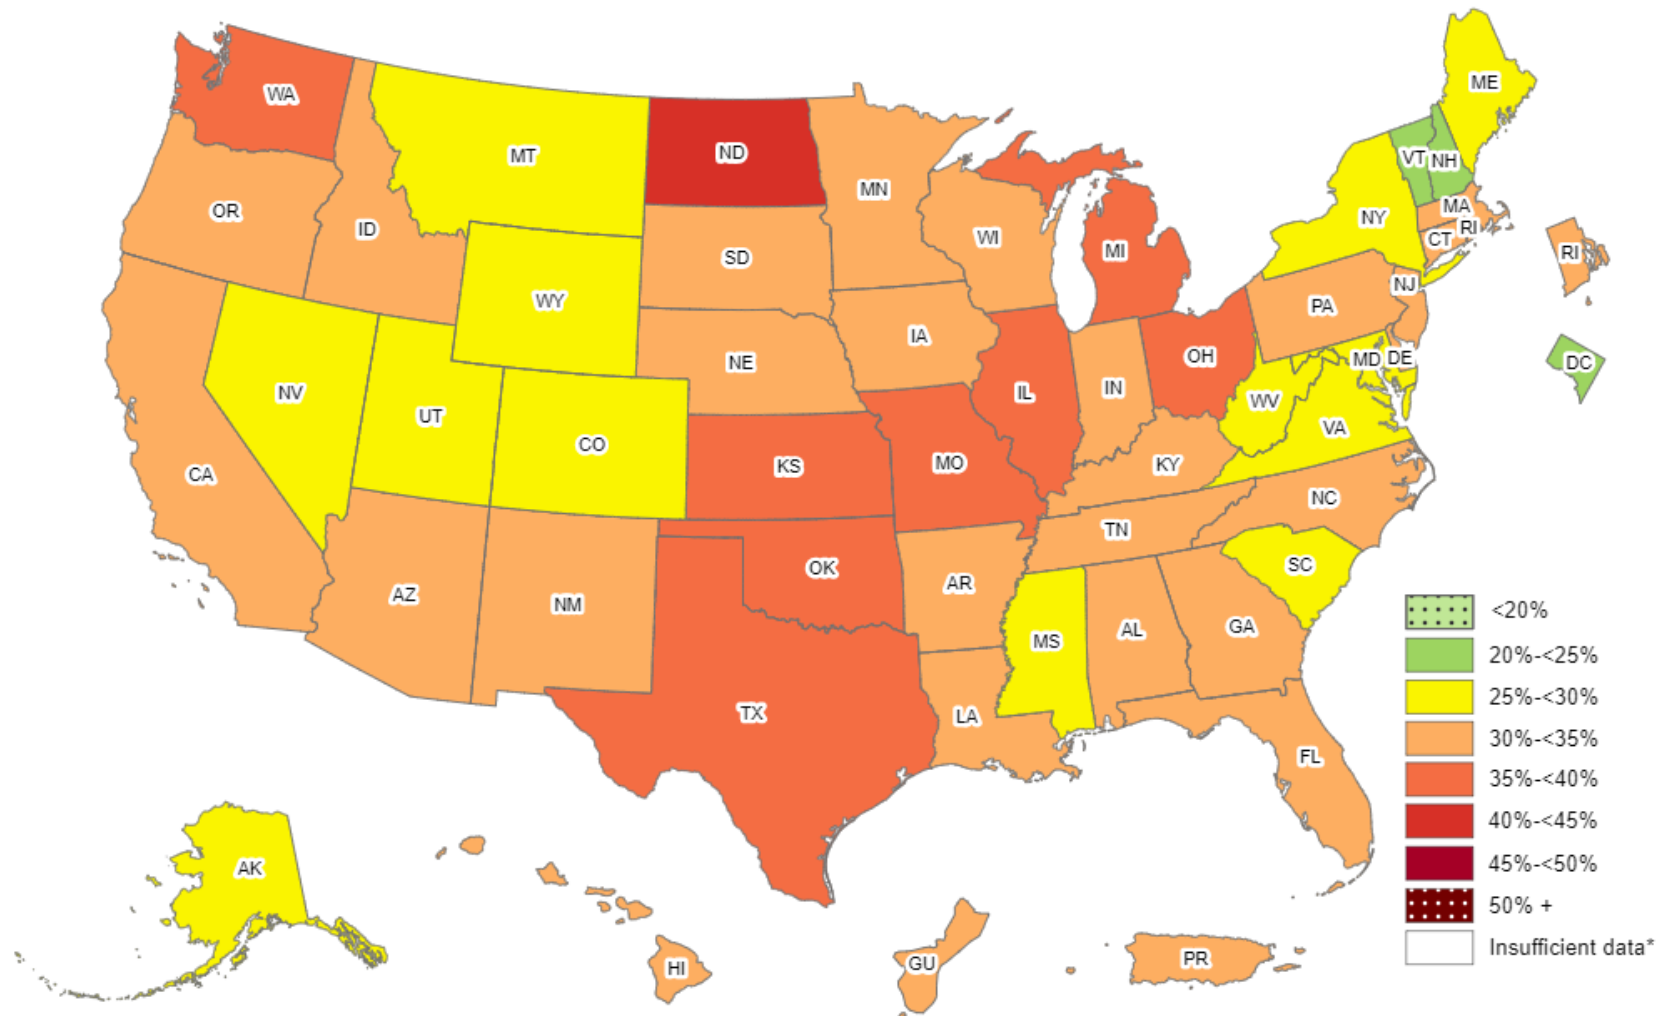 WA
MT
ND
MN
ME
VT
NH
OR
ID
SD
WI
MI
NY
MA
RI
CT
RI
WY
NE
IA
PA
NJ
NV
UT
CO
IL
IN
OH
MD
DE
DC
WV
VA
CA
KS
MO
KY
NC
AZ
NM
OK
AR
TN
SC
TX
LA
MS
AL
GA
FL
AK
HI
GU
PR
<20%
20%-<25%
25%-<30%
30%-<35%
35%-<40%
40%-<45%
45%-<50%
50% +
Insufficient data*